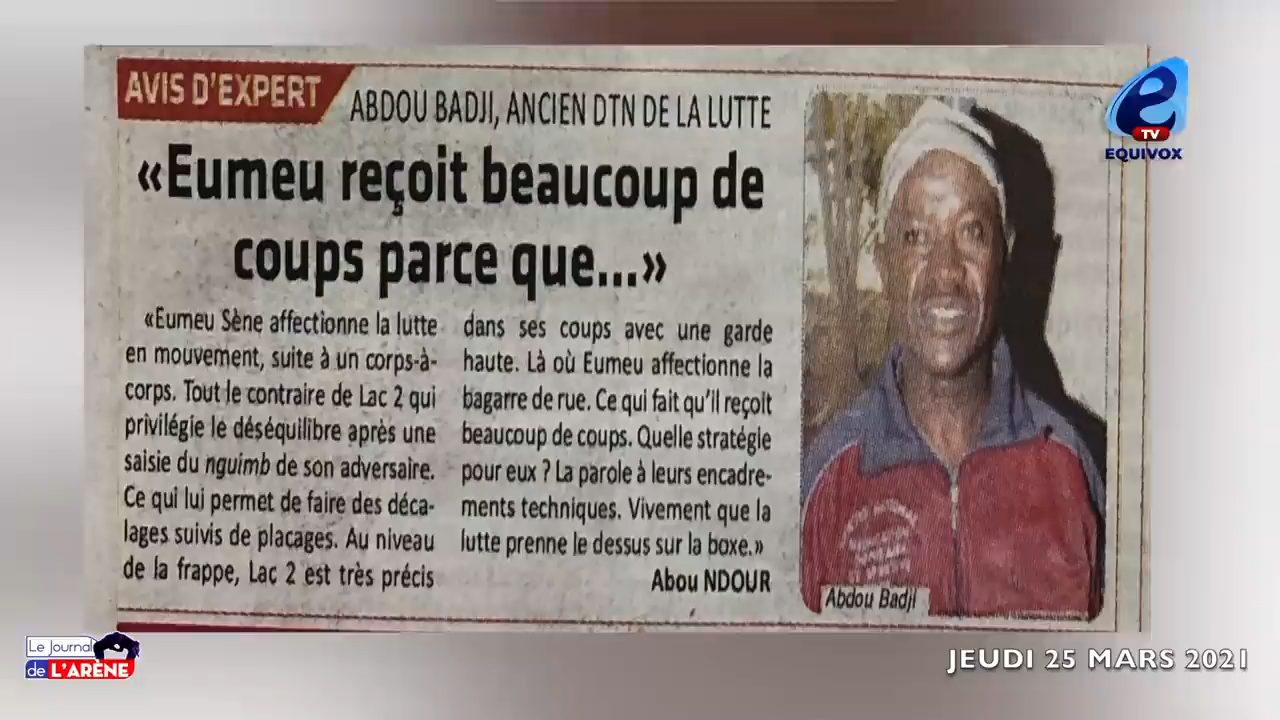 AVIS D'EXPERT
ABDOU BADJI, ANCIEN DTN DE LA LUTTE
«Eumeu reçoit beaucoup de
coups parce que...»
«Eumeu Sène affectionne la lutte
en mouvement, suite à un corps-à-
corps. Tout le contraire de Lac 2 qui
privilégie le déséquilibre après une
saisie du nguimb de son adversaire.
Ce qui lui permet de faire des déca-
lages suivis de placages. Au niveau
de la frappe, Lac 2 est très précis
dans ses coups avec une garde
haute. Là où Eumeu affectionne la
bagarre de rue. Ce qui fait qu'il reçoit
beaucoup de coups. Quelle stratégie
pour eux ? La parole à leurs encadre-
ments techniques. Vivement que la
lutte prenne le dessus sur la boxe.»
Abou NDOUR
Abdou Badji
e
TV
EQUIVOX
Le Journal
de L'ARÈNE
JEUDI 25 MARS 2021